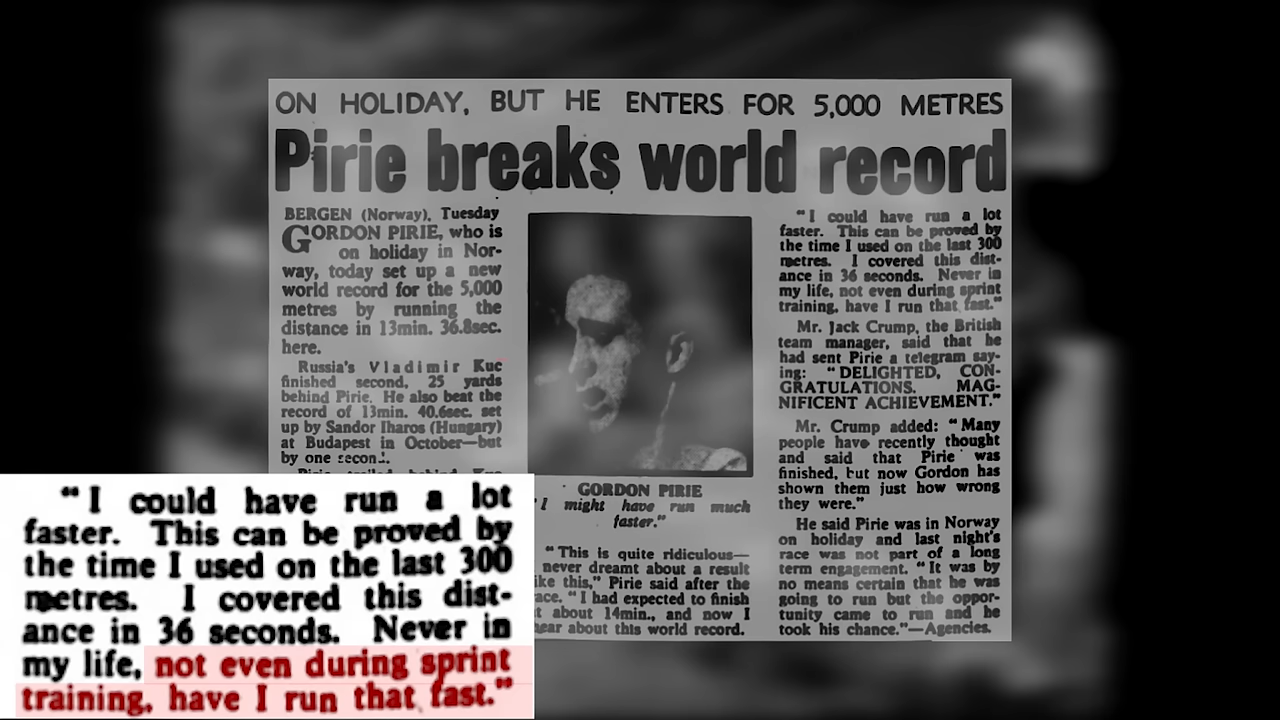 ON HOLIDAY, BUT HE ENTERS FOR 5,000 METRES
Pirie breaks world record
BERGEN (Norway), Tuesday
GORDON PIRIE, who is
on holiday in Nor-
way, today set up a new
world record for the 5,000
metres by running the
distance in 13min. 36.8sec.
here.
Russia's Vladimir Kuc
finished second, 25 yards
behind Pirie. He also beat the
record of 13min. 40.6sec. set
up by Sandor Iharos (Hungary)
at Budapest in October—but
by one
GORDON PIRIE
I might have run much
faster."
"This is quite ridiculous—
never dreamt about a result
like this," Pirie said after the
"I had expected to finish
about 14min., and now I
about this world record.
"I could have run a lot
faster. This can be proved by
the time I used on the last 300
metres. I covered this dist-
ance in 36 seconds. Never in
my life, not even during sprint
training, have I run that fast."
Mr. Jack Crump, the British
team manager, said that he
had sent Pirie a telegram say-
ing: "DELIGHTED, CON-
GRATULATIONS. MAG-
NIFICENT ACHIEVEMENT."
Mr. Crump added: "Many
people have recently thought
and said that Pirie was
finished, but now Gordon has
shown them just how wrong
they were."
He said Pirie was in Norway
on holiday and last night's
race was not part of a long
term engagement. "It was by
no means certain that he was
going to run but the oppor-
tunity came to run and he
took his chance."—Agencies.
"I could have run a lot
faster. This can be proved by
the time I used on the last 300
metres. I covered this dist-
ance in 36 seconds. Never in
my life, not even during sprint
training, have I run that fast."